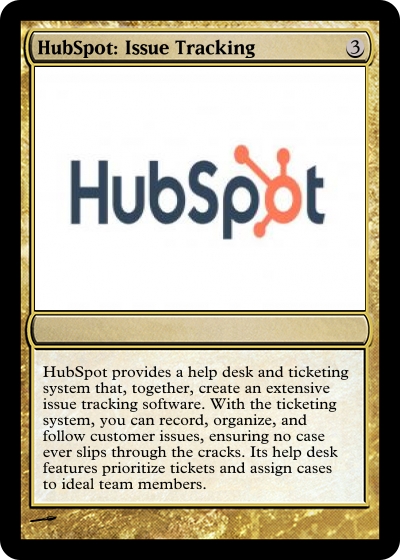 HubSpot: Issue Tracking 3
HubSpot
HubSpot provides a help desk and ticketing
system that, together, create an extensive
issue tracking software. With the ticketing
system, you can record, organize, and
follow customer issues, ensuring no case
ever slips through the cracks. Its help desk
features prioritize tickets and assign cases
to ideal team members.